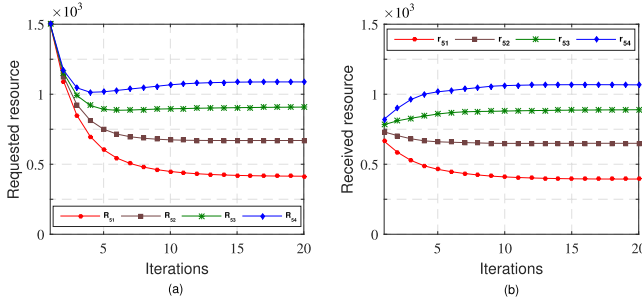 ×10³
Requested resource
1.5
1
0.5
0
R51 R52 R53 R54
5 10 15 20
Iterations
(a)
×10³
Received resource
1.5
1
0.5
0
r51 r52 r53 r54
5 10 15 20
Iterations
(b)